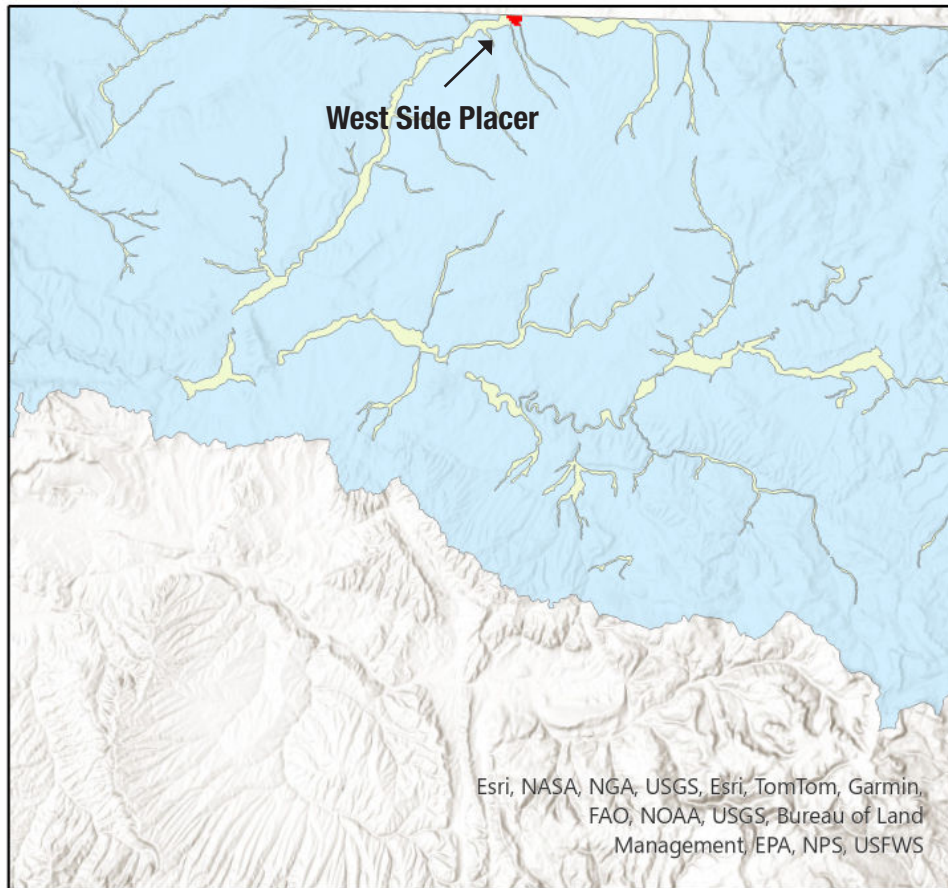 West Side Placer
Esri, NASA, NGA, USGS, Esri, TomTom, Garmin,
FAO, NOAA, USGS, Bureau of Land
Management, EPA, NPS, USFWS